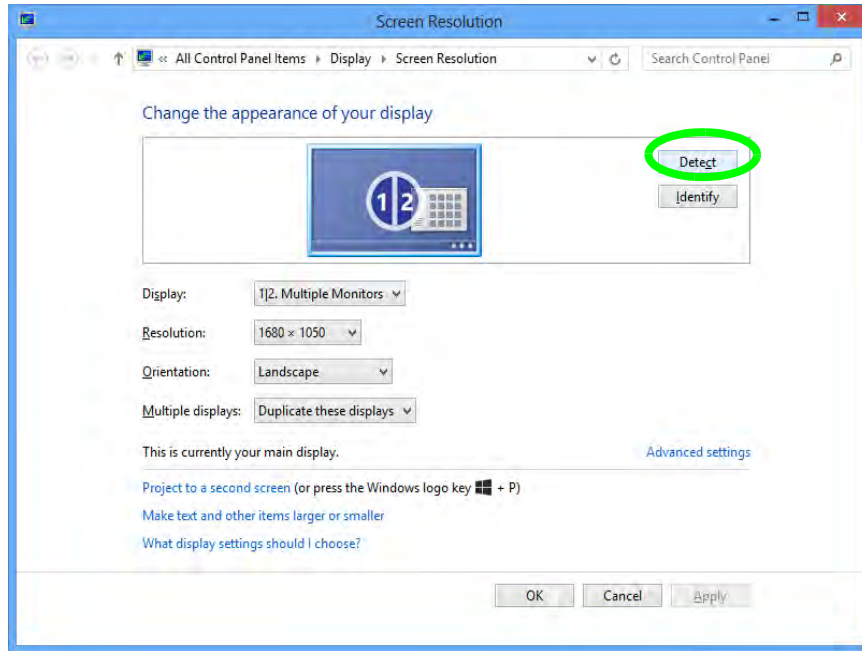 Screen Resolution
« All Control Panel Items Display Screen Resolution Search Control Panel
Change the appearance of your display
Detect
1 2
Identify
Display: 1|2. Multiple Monitors
Resolution: 1680 × 1050
Orientation: Landscape
Multiple displays: Duplicate these displays
This is currently your main display. Advanced settings
Project to a second screen (or press the Windows logo key + P)
Make text and other items larger or smaller
What display settings should I choose?
OK Cancel Apply